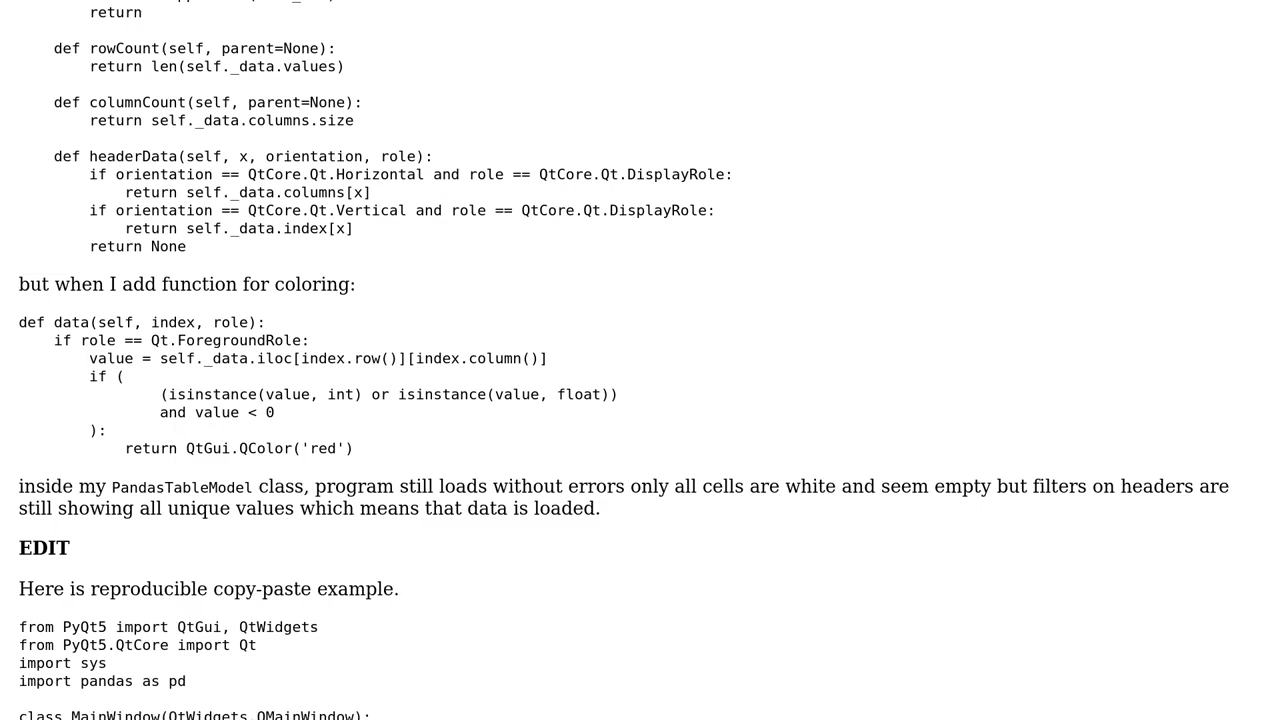 return

    def rowCount(self, parent=None):
        return len(self._data.values)

    def columnCount(self, parent=None):
        return self._data.columns.size

    def headerData(self, x, orientation, role):
        if orientation == QtCore.Qt.Horizontal and role == QtCore.Qt.DisplayRole:
            return self._data.columns[x]
        if orientation == QtCore.Qt.Vertical and role == QtCore.Qt.DisplayRole:
            return self._data.index[x]
        return None

but when I add function for coloring:

def data(self, index, role):
    if role == Qt.ForegroundRole:
        value = self._data.iloc[index.row()][index.column()]
        if (
                (isinstance(value, int) or isinstance(value, float))
                and value < 0
        ):
            return QtGui.QColor('red')

inside my PandasTableModel class, program still loads without errors only all cells are white and seem empty but filters on headers are
still showing all unique values which means that data is loaded.

EDIT

Here is reproducible copy-paste example.

from PyQt5 import QtGui, QtWidgets
from PyQt5.QtCore import Qt
import sys
import pandas as pd

class MainWindow(QtWidgets.QMainWindow):